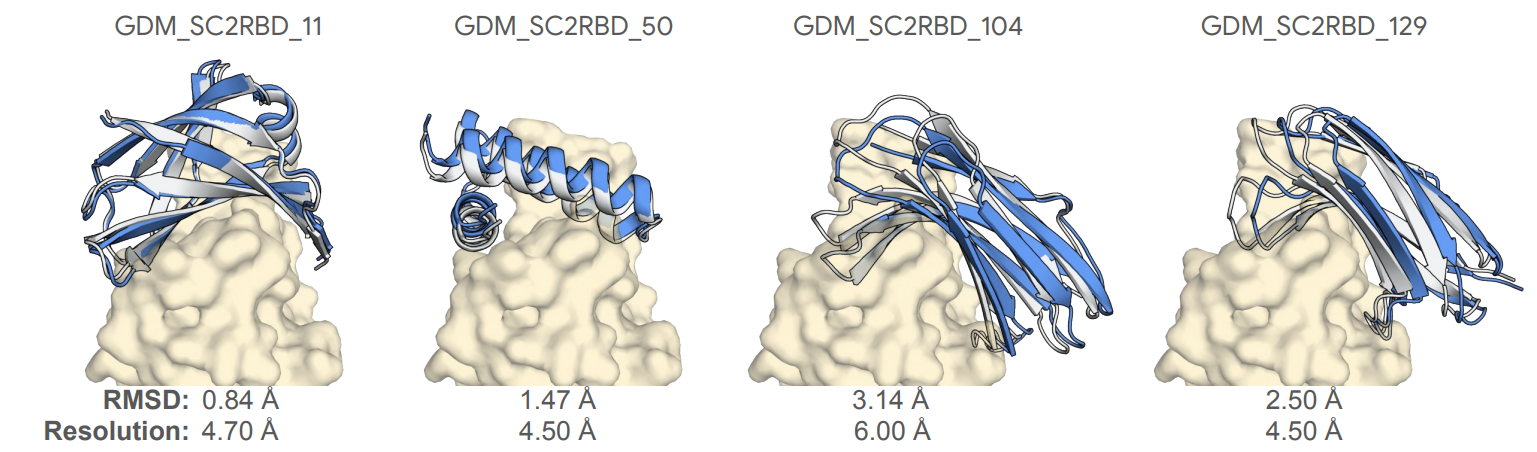 GDM_SC2RBD_11 GDM_SC2RBD_50 GDM_SC2RBD_104 GDM_SC2RBD_129
RMSD: 0.84 Å 1.47 Å 3.14 Å 2.50 Å
Resolution: 4.70 Å 4.50 Å 6.00 Å 4.50 Å